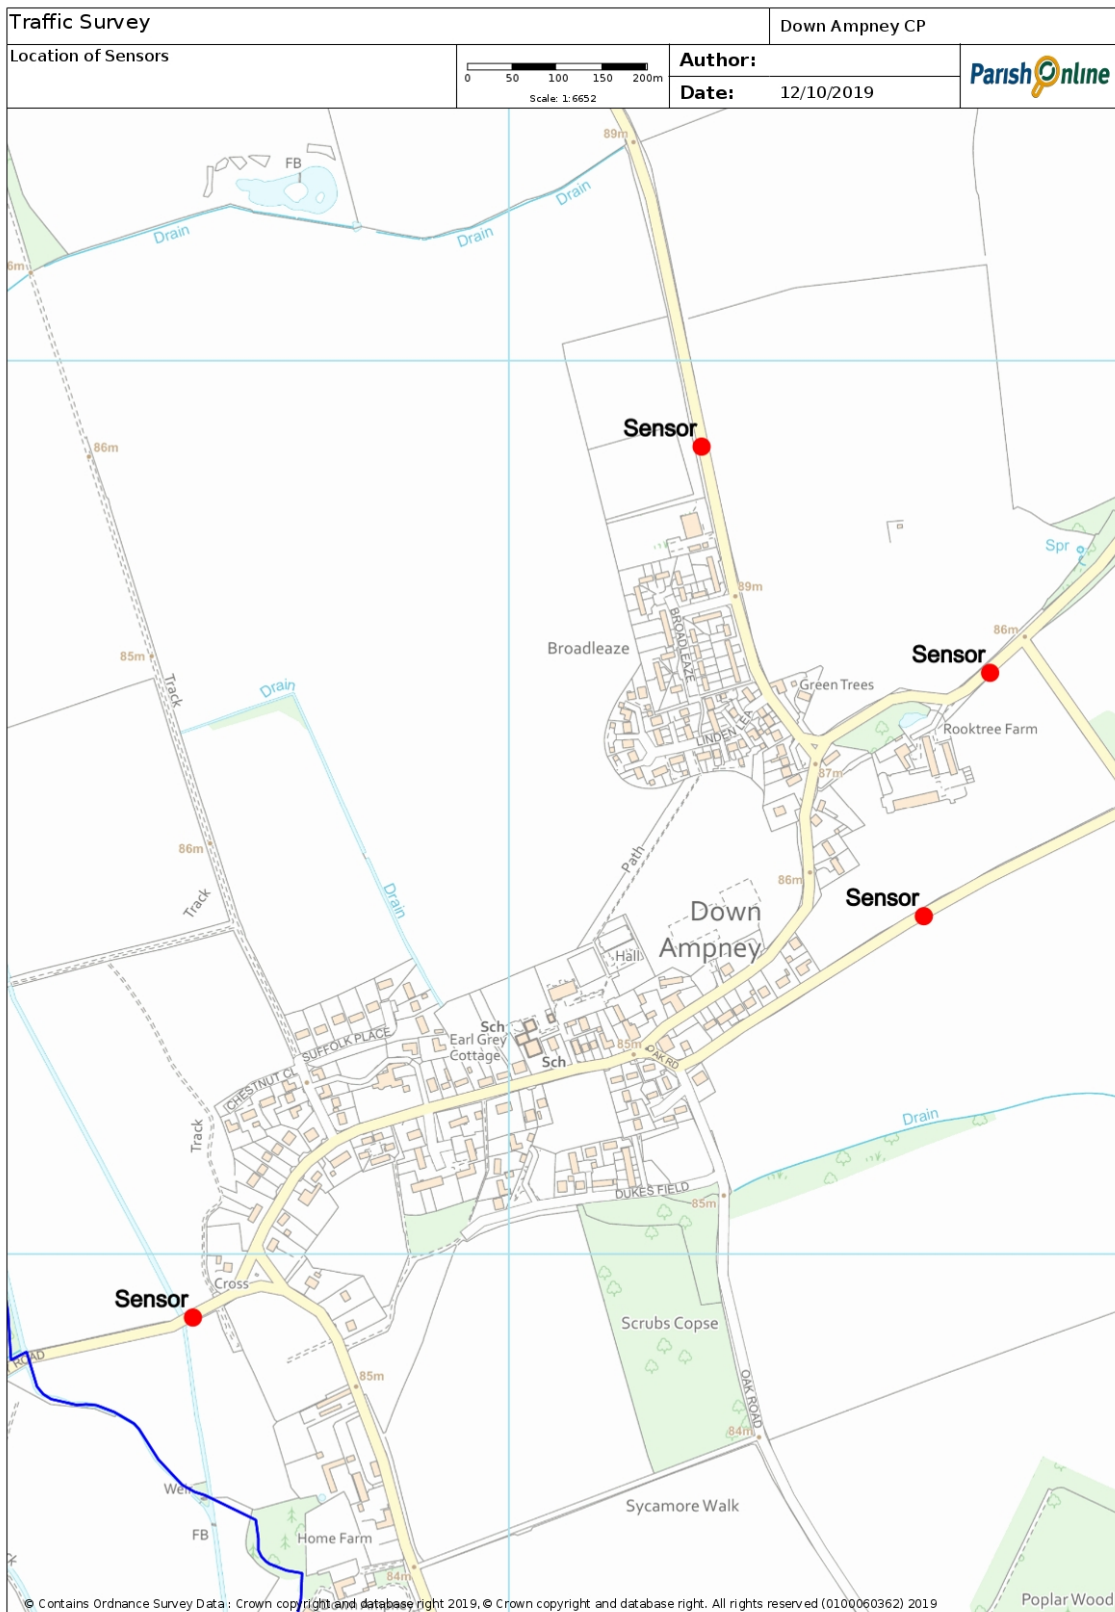 Traffic Survey
Down Ampney CP
Location of Sensors
0 50 100 150 200m
Scale: 1:6652
Author:
Date: 12/10/2019
Parish Online
89m
FB
Drain
Drain
Drain
6m
Sensor
86m
Spr
89m
86m
Broadleaze
BROADLEAZE
Sensor
85m
Track
Drain
Green Trees
LINDEN LEA
Rooktree Farm
87m
86m
Path
86m
Track
Drain
Sensor
Down
Ampney
Hall
Sch
Earl Grey
Cottage
SUFFOLK PLACE
Sch
85m
OAK RD
CHESTNUT CL
Track
Drain
DUKES FIELD
85m
Cross
Sensor
Scrubs Copse
ROAD
85m
OAK ROAD
84m
Weir
Sycamore Walk
FB
Home Farm
84m
Poplar Wood
© Contains Ordnance Survey Data : Crown copyright and database right 2019, © Crown copyright and database right. All rights reserved (0100060362) 2019